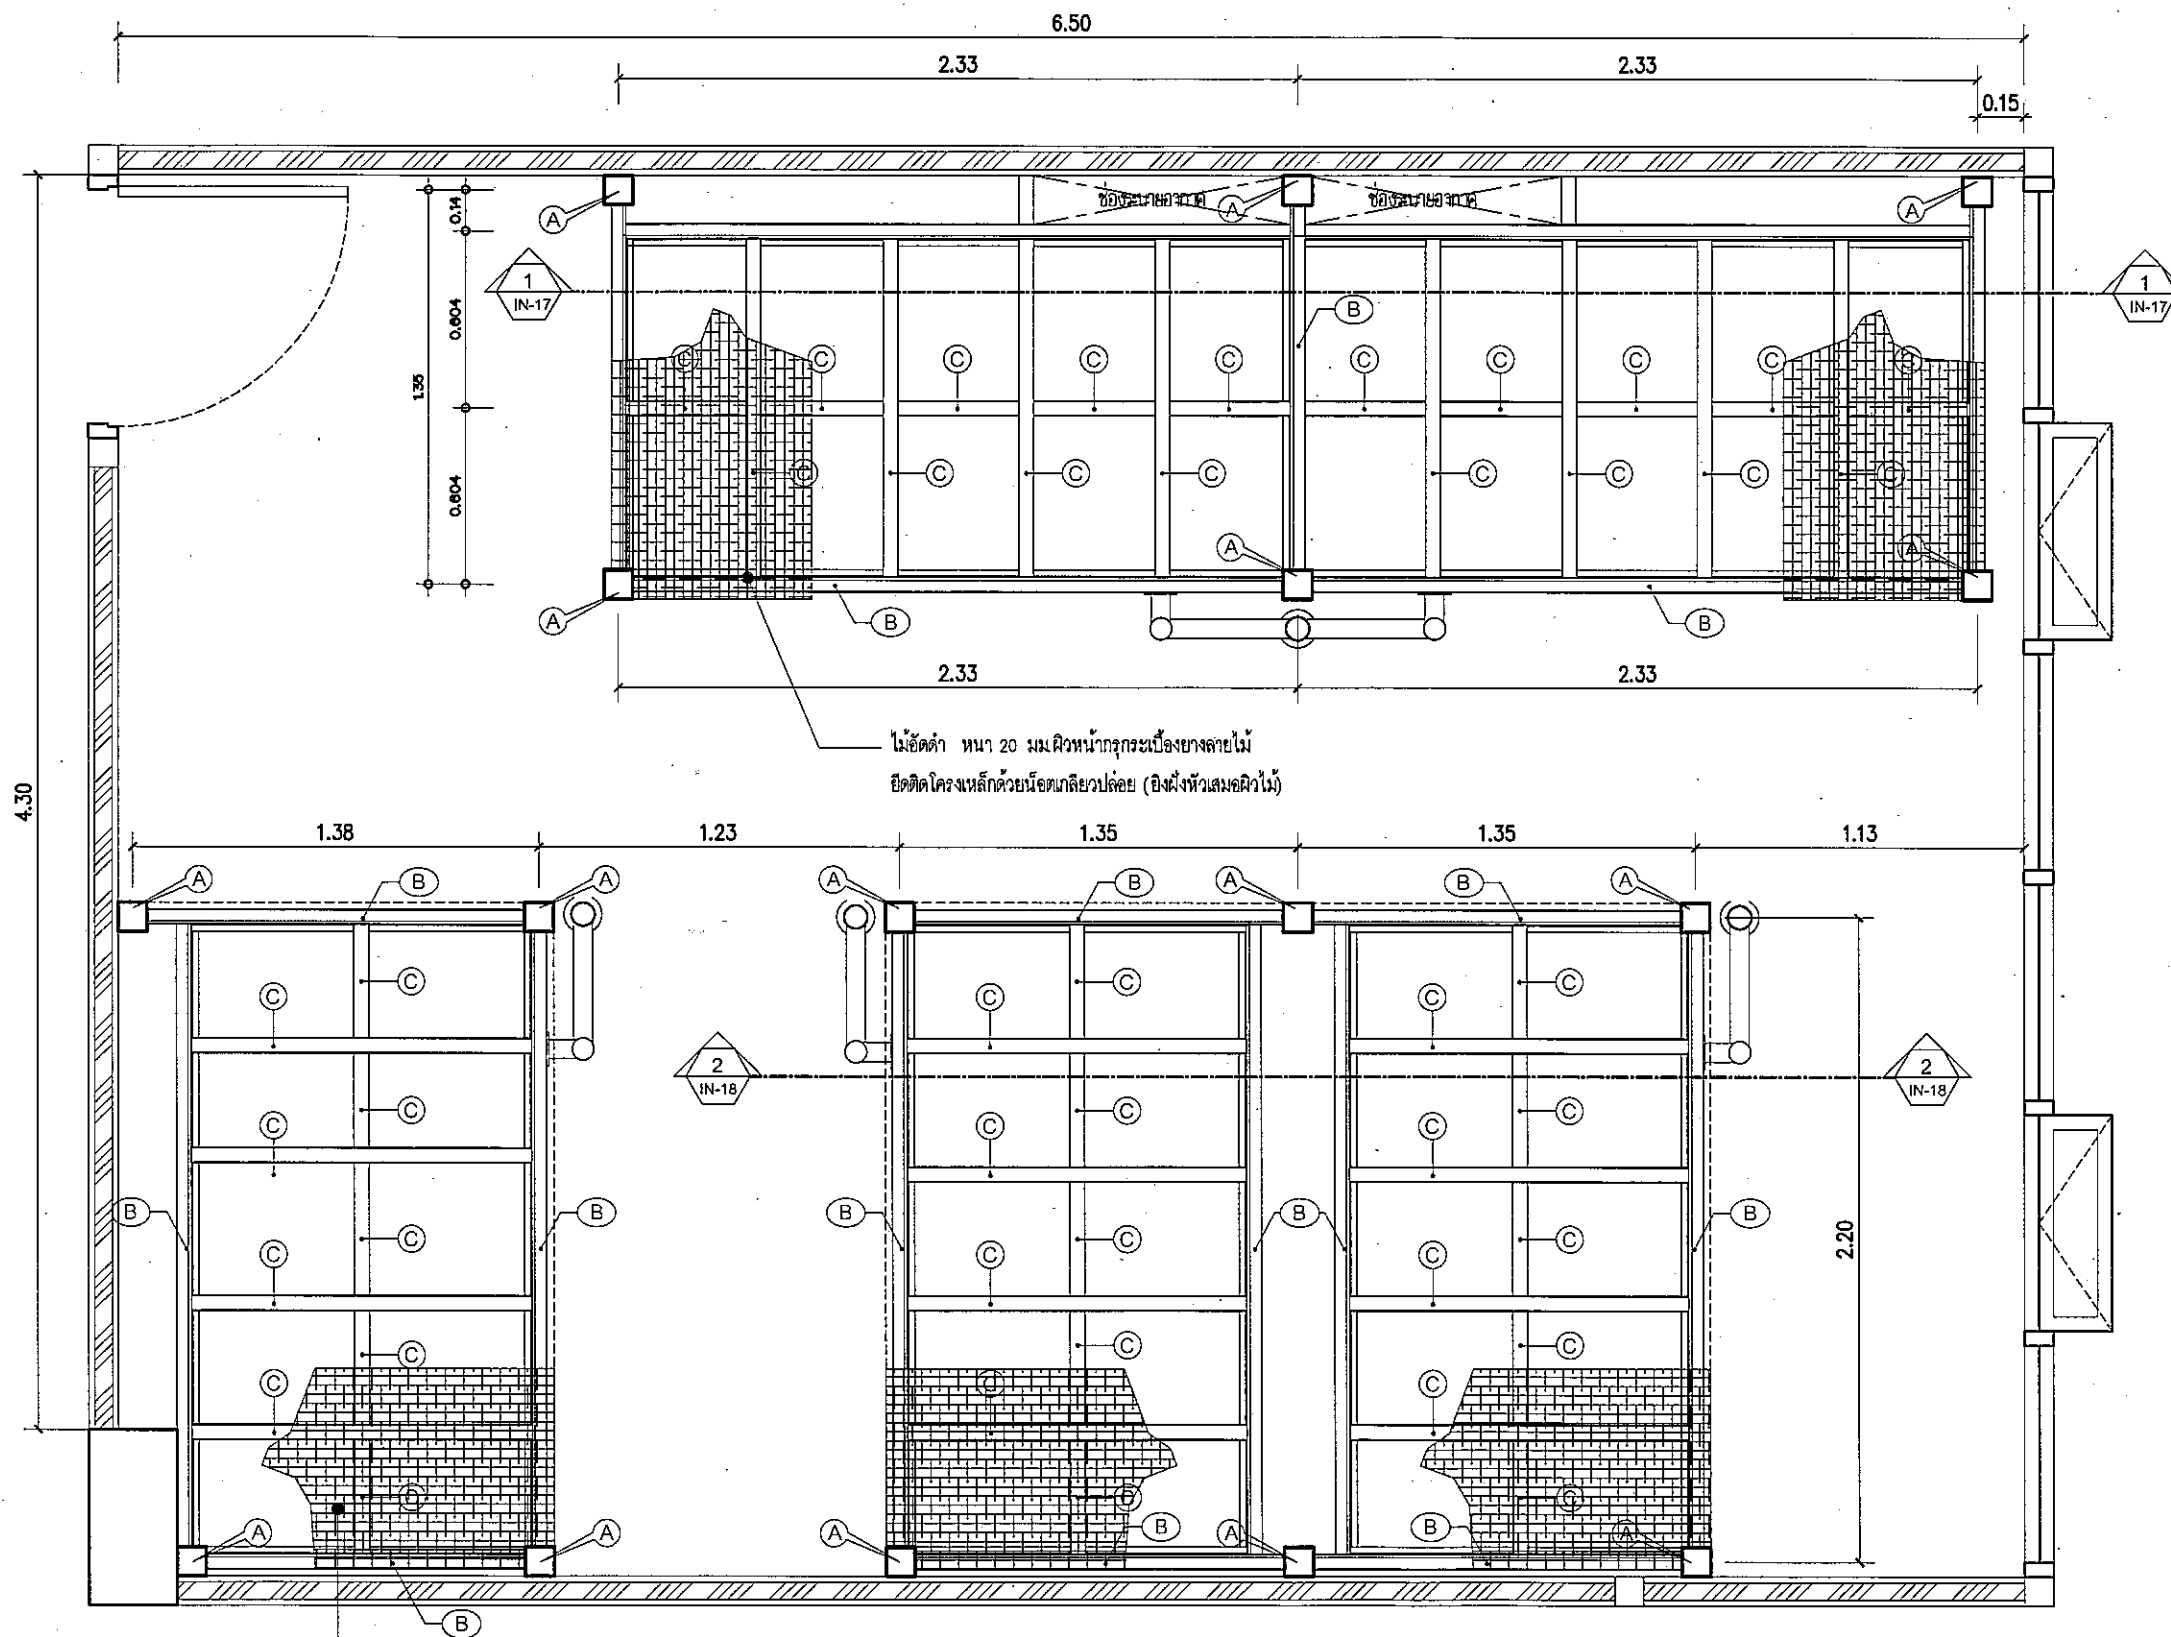 6.50
2.33 2.33
0.15
ช่องระบายอากาศ A ช่องระบายอากาศ
A A
0.14
1 IN-17 1 IN-17
0.604
B
C C C C C C C C C C
1.35
0.604
C C C C C C C C
A A
A B B
2.33 2.33
ไม้อัดดำ หนา 20 มม.ผิวหน้ากรุกระเบื้องยางลายไม้
ยึดติดโครงเหล็กด้วยน็อตเกลียวปล่อย (ยิงฝังหัวเสมอผิวไม้)
4.30
1.38 1.23 1.35 1.35 1.13
A B A A B A B A
C C C
C C C
2 IN-18 2 IN-18
C C C
C C C
B B B B B
2.20
C C C
C C C
C C C
C C C
C
A A A B A B A
B